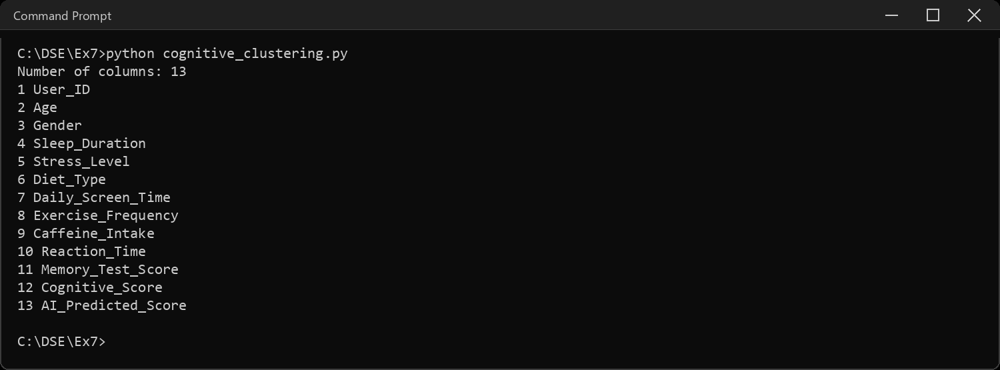 Command Prompt
C:\DSE\Ex7>python cognitive_clustering.py
Number of columns: 13
1 User_ID
2 Age
3 Gender
4 Sleep_Duration
5 Stress_Level
6 Diet_Type
7 Daily_Screen_Time
8 Exercise_Frequency
9 Caffeine_Intake
10 Reaction_Time
11 Memory_Test_Score
12 Cognitive_Score
13 AI_Predicted_Score
C:\DSE\Ex7>